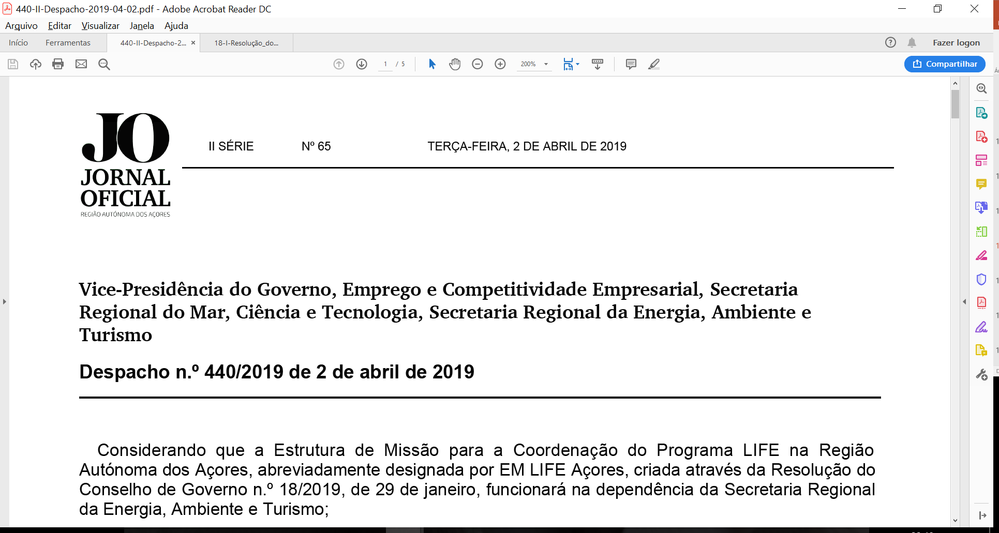 440-II-Despacho-2019-04-02.pdf - Adobe Acrobat Reader DC
Arquivo Editar Visualizar Janela Ajuda
Início Ferramentas 440-II-Despacho-2... × 18-I-Resolução_do... Fazer logon
1 / 5 200% Compartilhar
JO
JORNAL
OFICIAL
REGIÃO AUTÓNOMA DOS AÇORES
II SÉRIE Nº 65 TERÇA-FEIRA, 2 DE ABRIL DE 2019
Vice-Presidência do Governo, Emprego e Competitividade Empresarial, Secretaria
Regional do Mar, Ciência e Tecnologia, Secretaria Regional da Energia, Ambiente e
Turismo
Despacho n.º 440/2019 de 2 de abril de 2019
Considerando que a Estrutura de Missão para a Coordenação do Programa LIFE na Região
Autónoma dos Açores, abreviadamente designada por EM LIFE Açores, criada através da Resolução do
Conselho de Governo n.º 18/2019, de 29 de janeiro, funcionará na dependência da Secretaria Regional
da Energia, Ambiente e Turismo;